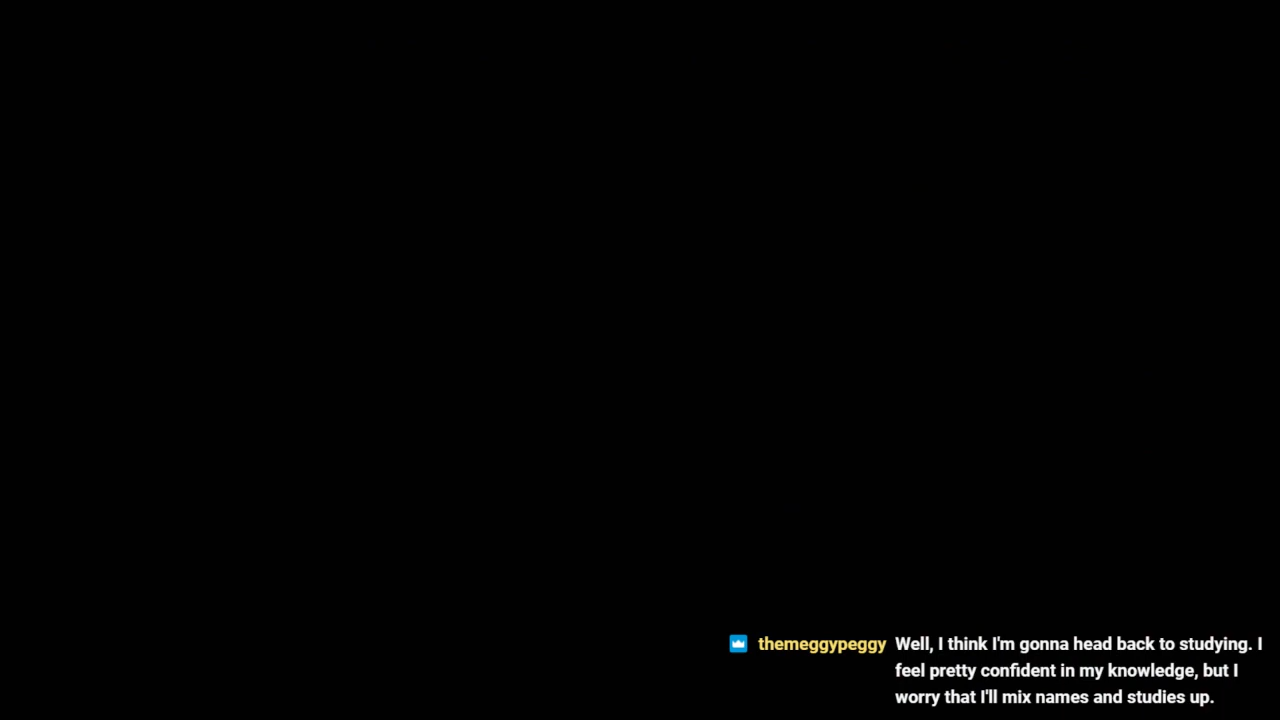 themeggypeggy Well, I think I'm gonna head back to studying. I
feel pretty confident in my knowledge, but I
worry that I'll mix names and studies up.